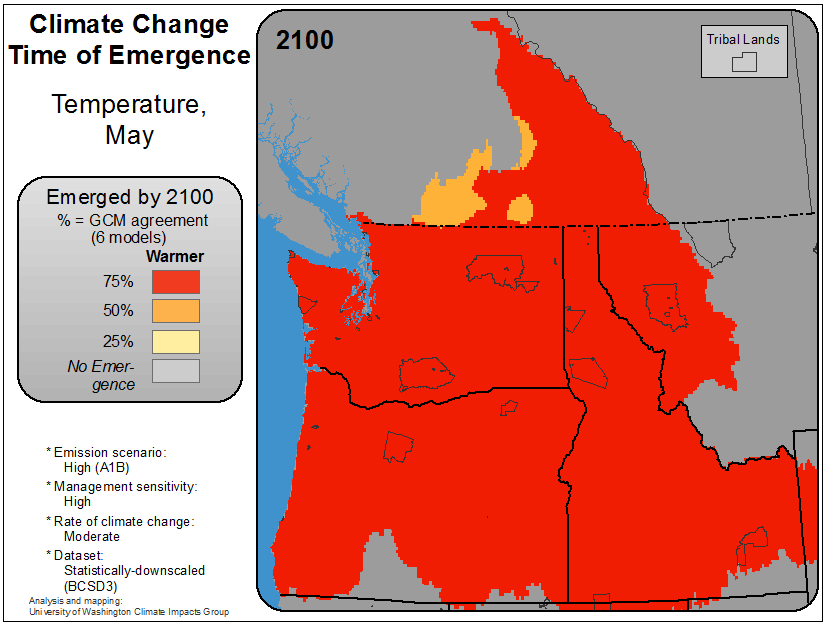 Climate Change
Time of Emergence
Temperature,
May
Emerged by 2100
% = GCM agreement
(6 models)
Warmer
75%
50%
25%
No Emer-
gence
* Emission scenario:
High (A1B)
* Management sensitivity:
High
* Rate of climate change:
Moderate
* Dataset:
Statistically-downscaled
(BCSD3)
Analysis and mapping:
University of Washington Climate Impacts Group
2100
Tribal Lands